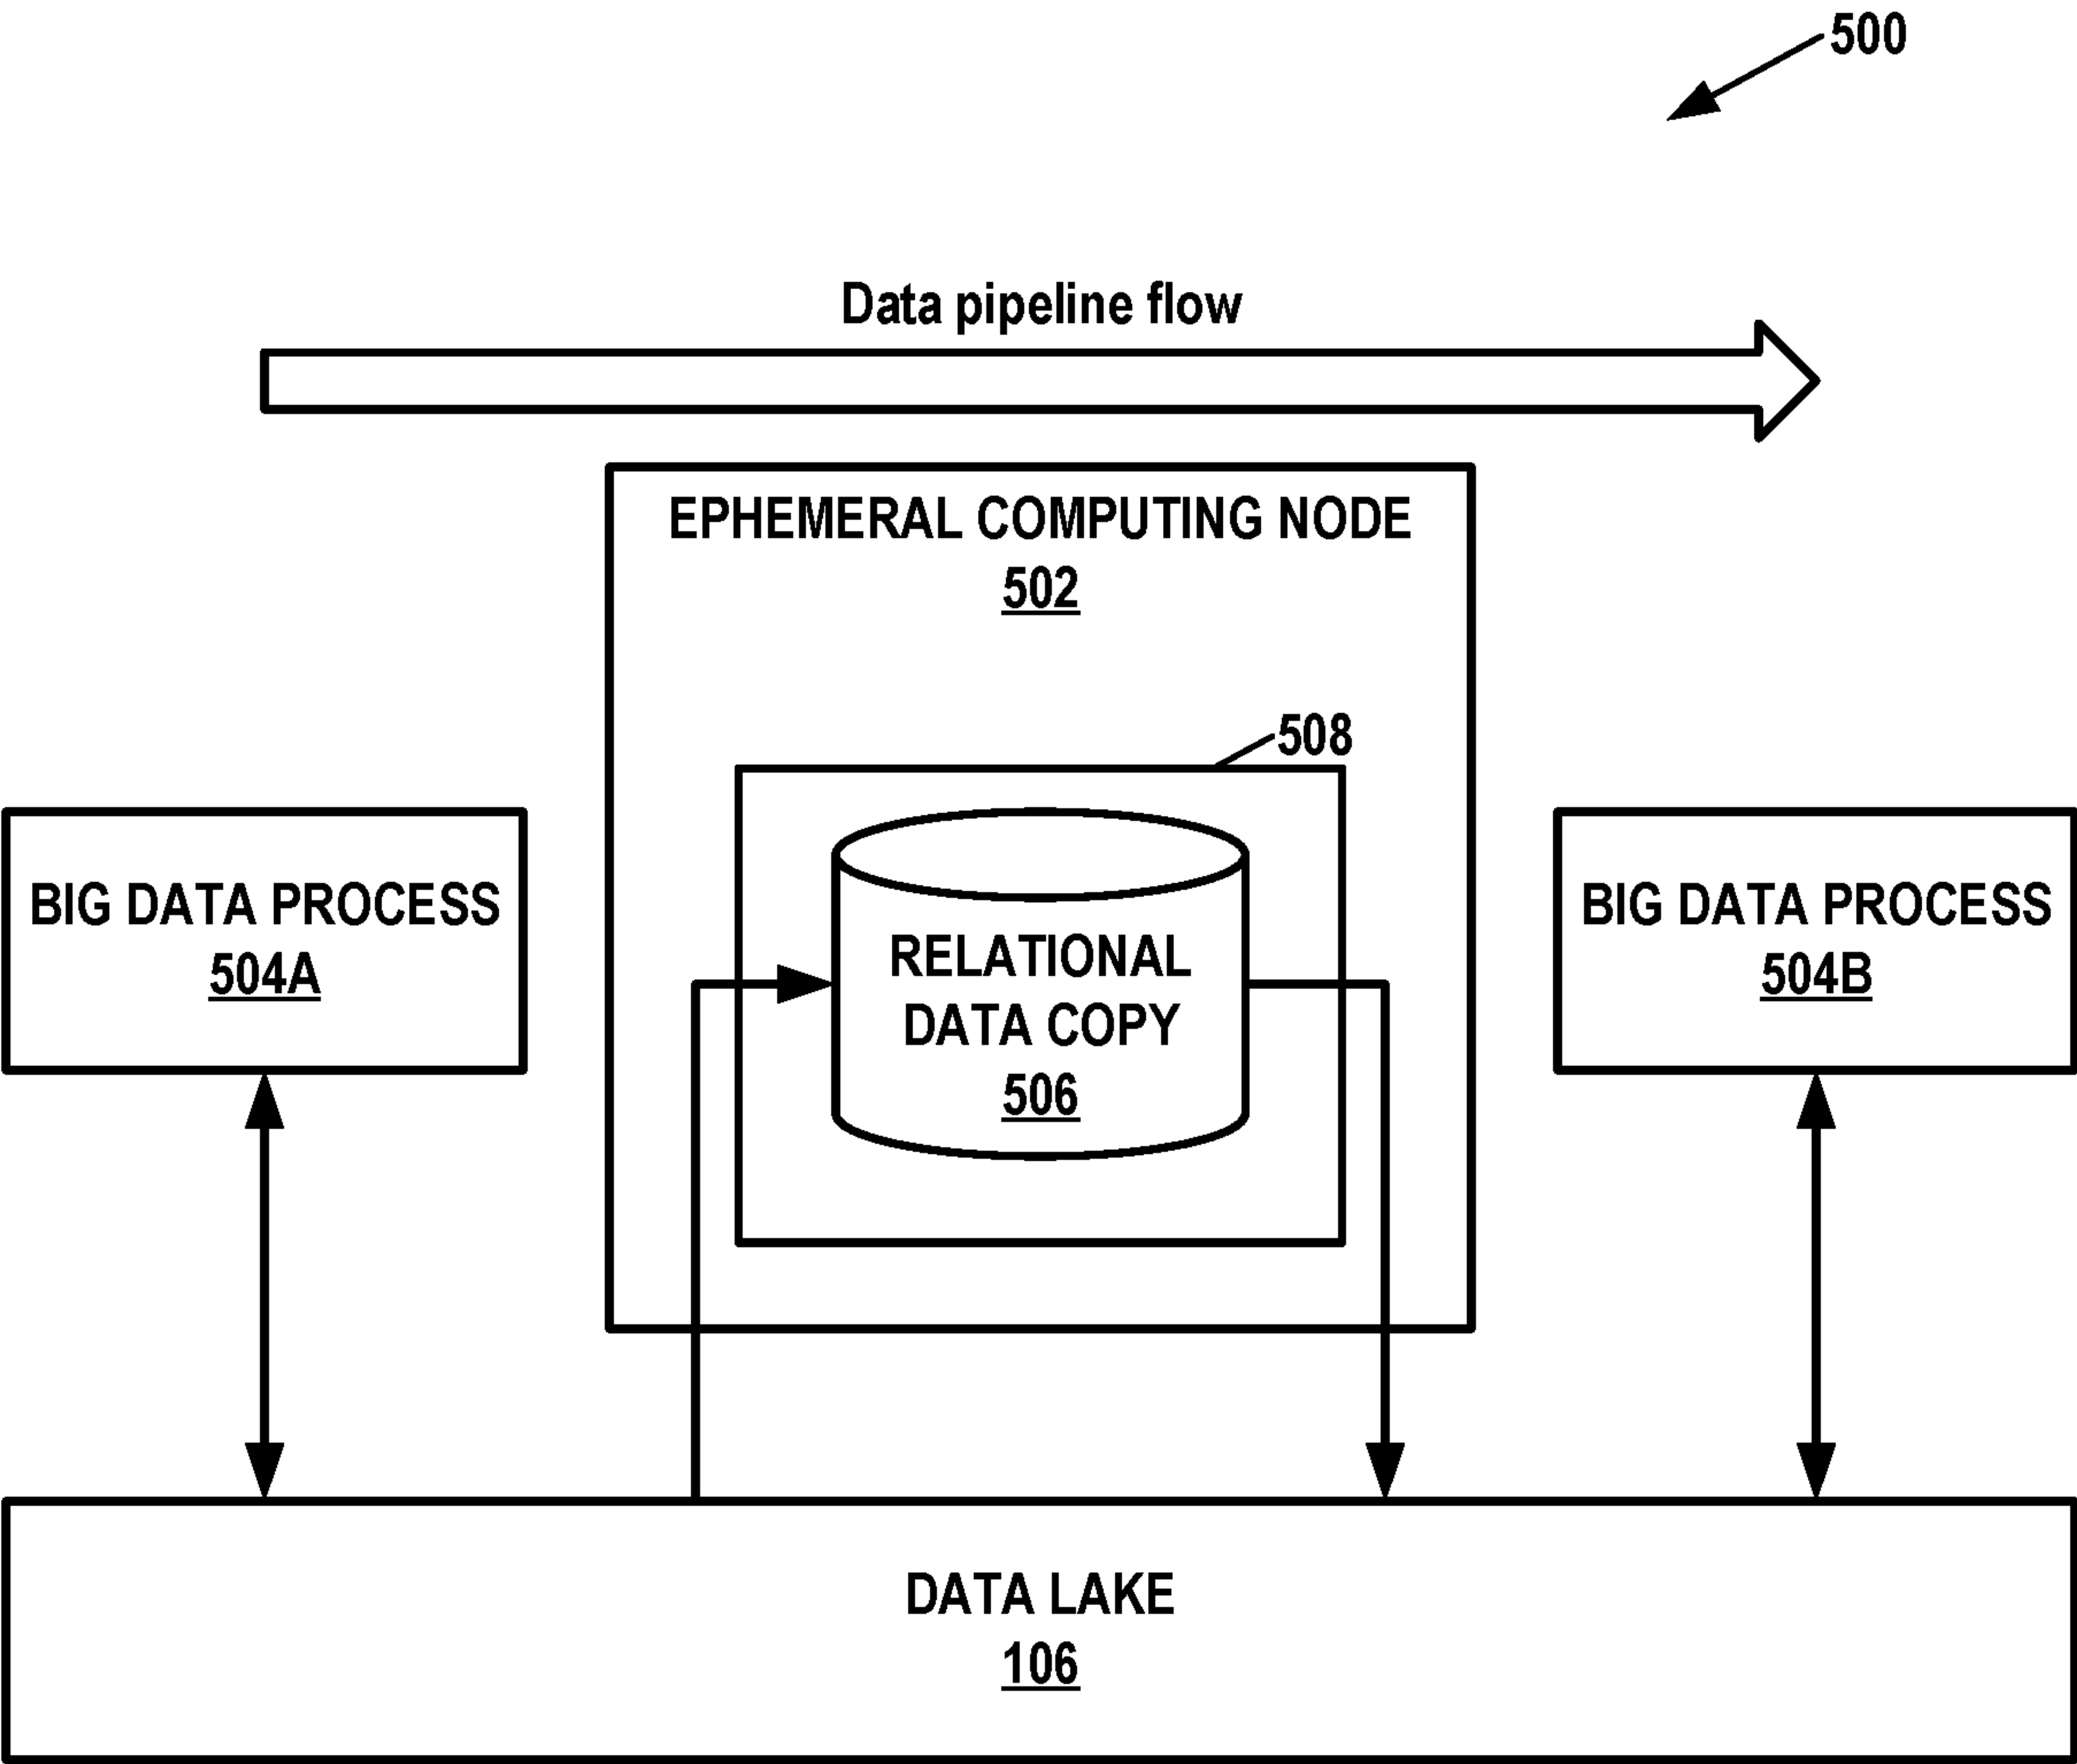 500
Data pipeline flow
EPHEMERAL COMPUTING NODE
502
508
BIG DATA PROCESS
504A
RELATIONAL
DATA COPY
506
BIG DATA PROCESS
504B
DATA LAKE
106